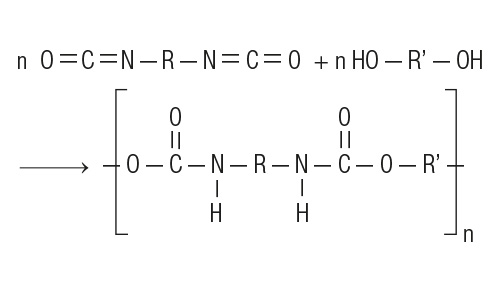 n O=C=N–R–N=C=O + n HO–R’–OH
O O
|| ||
⟶ [–O–C–N–R–N–C–O–R’–]n
| |
H H